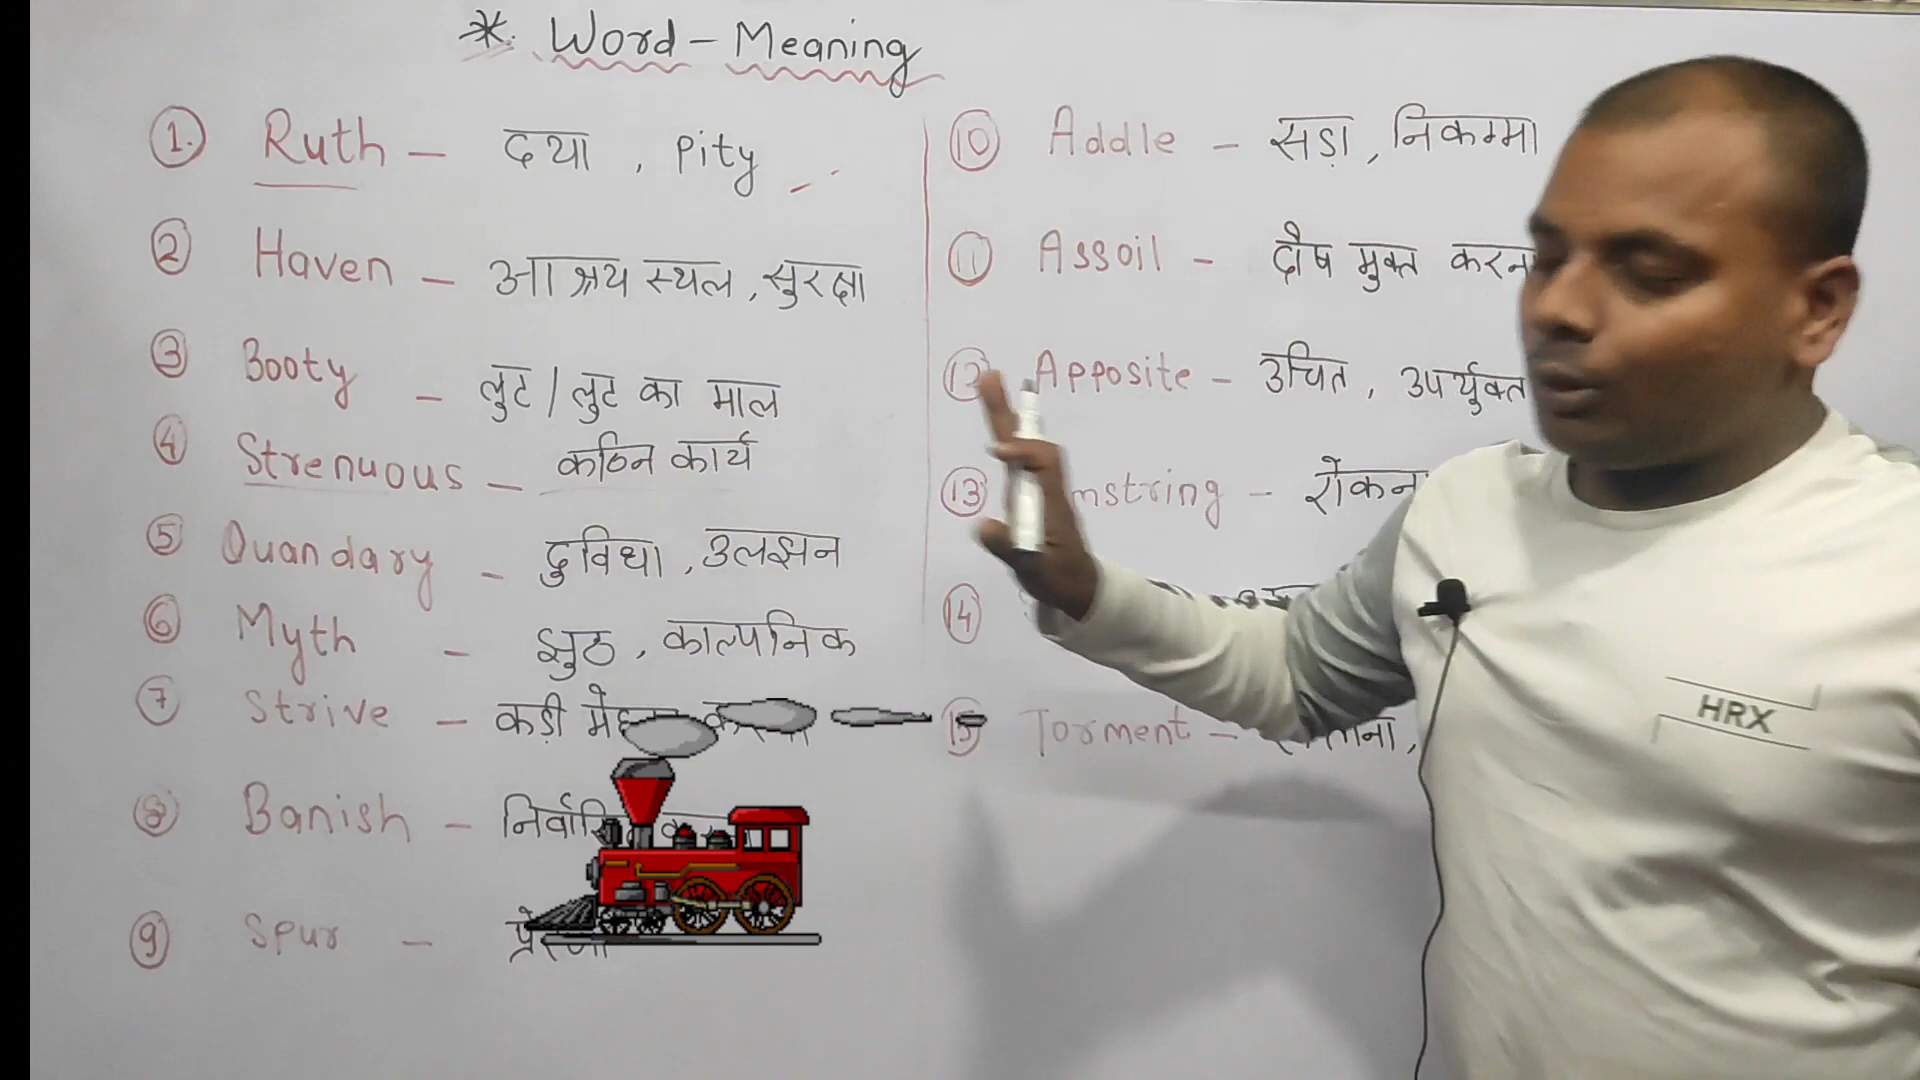 *. Word - Meaning
1. Ruth - दया, Pity
2 Haven - आश्रय स्थल, सुरक्षा
3 Booty - लुट / लुट का माल
4 Strenuous - कठिन कार्य
5 Quandary - दुविधा, उलझन
6 Myth - झुठ, काल्पनिक
7 Strive - कड़ी
8 Banish -
9 Spur - प्रेरणा
10 Addle - सड़ा, निकम्मा
11 Assoil - दोष मुक्त
12 Apposite - उचित, उपर्युक्त
13 mstring -
14
15 Torment -
HRX